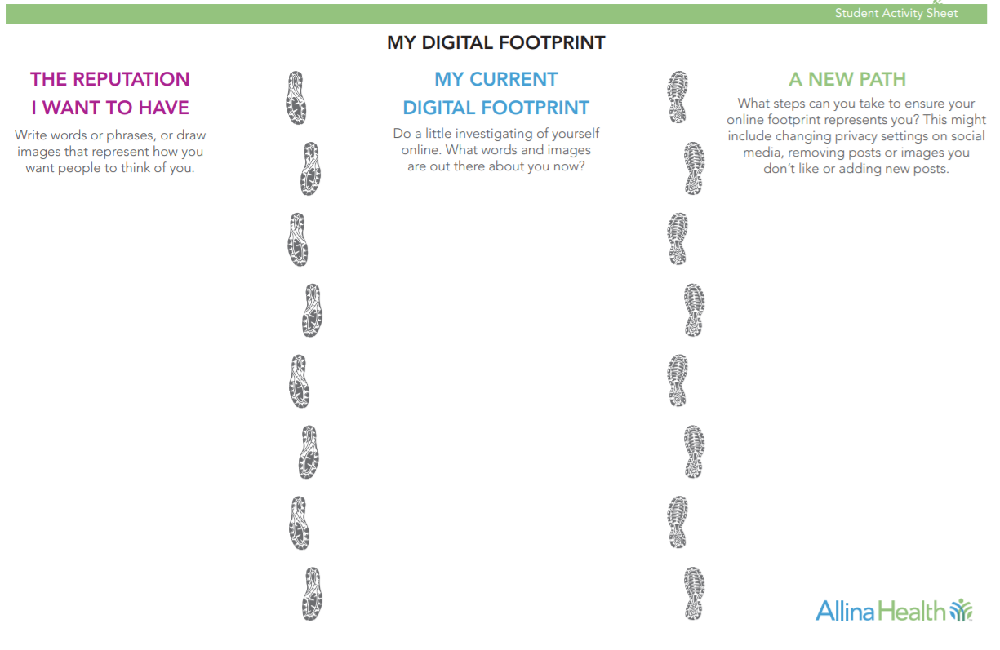 Student Activity Sheet
MY DIGITAL FOOTPRINT
THE REPUTATION
I WANT TO HAVE
Write words or phrases, or draw
images that represent how you
want people to think of you.
MY CURRENT
DIGITAL FOOTPRINT
Do a little investigating of yourself
online. What words and images
are out there about you now?
A NEW PATH
What steps can you take to ensure your
online footprint represents you? This might
include changing privacy settings on social
media, removing posts or images you
don’t like or adding new posts.
Allina Health